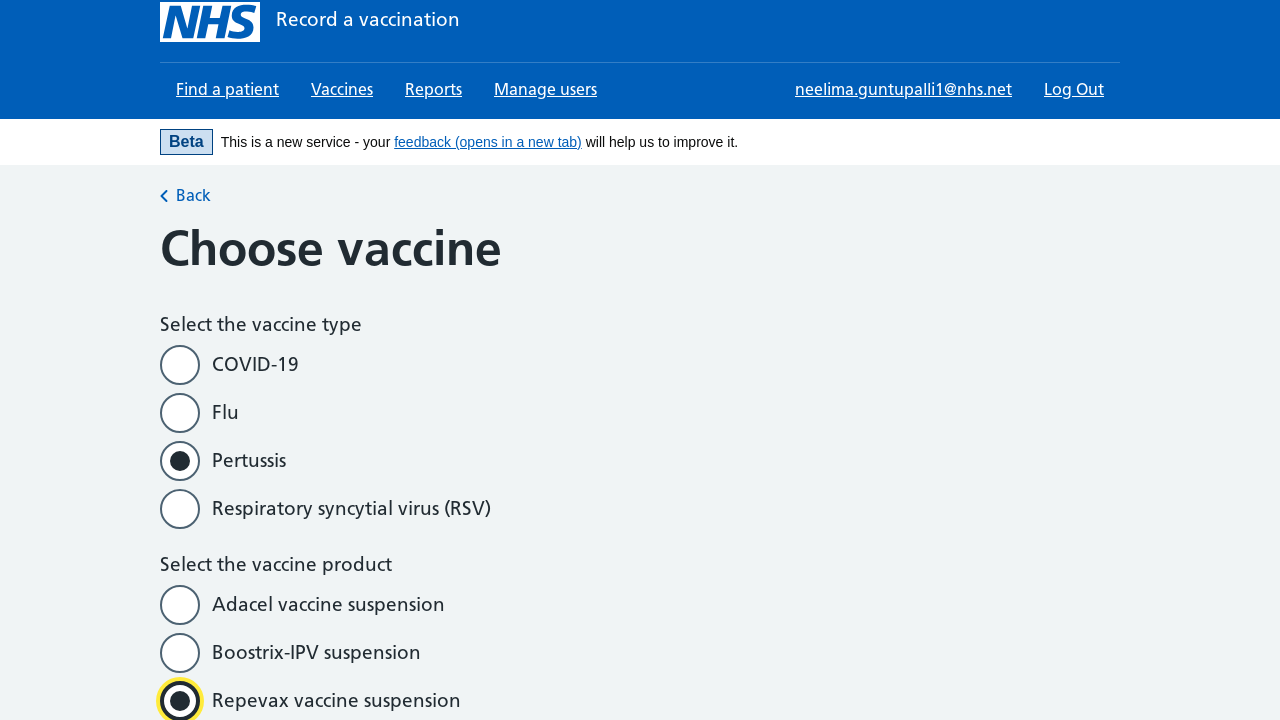 NHS Record a vaccination
Find a patient Vaccines Reports Manage users neelima.guntupalli1@nhs.net Log Out
Beta This is a new service - your feedback (opens in a new tab) will help us to improve it.
Back
Choose vaccine
Select the vaccine type
COVID-19
Flu
Pertussis
Respiratory syncytial virus (RSV)
Select the vaccine product
Adacel vaccine suspension
Boostrix-IPV suspension
Repevax vaccine suspension